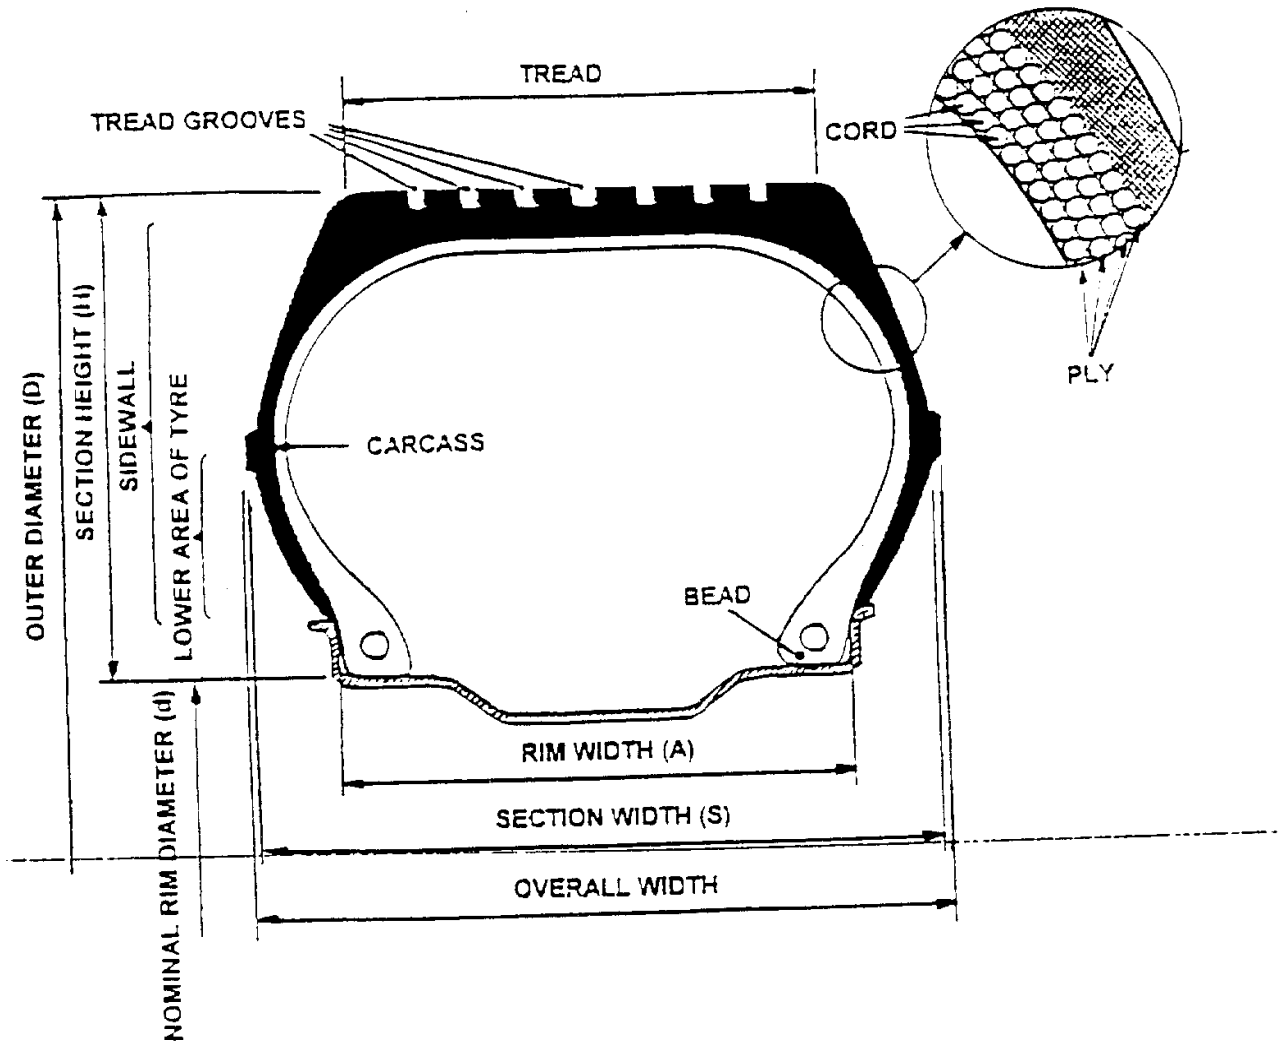 TREAD
TREAD GROOVES
CORD
PLY
OUTER DIAMETER (D)
SECTION HEIGHT (H)
SIDEWALL
LOWER AREA OF TYRE
CARCASS
BEAD
NOMINAL RIM DIAMETER (d)
RIM WIDTH (A)
SECTION WIDTH (S)
OVERALL WIDTH